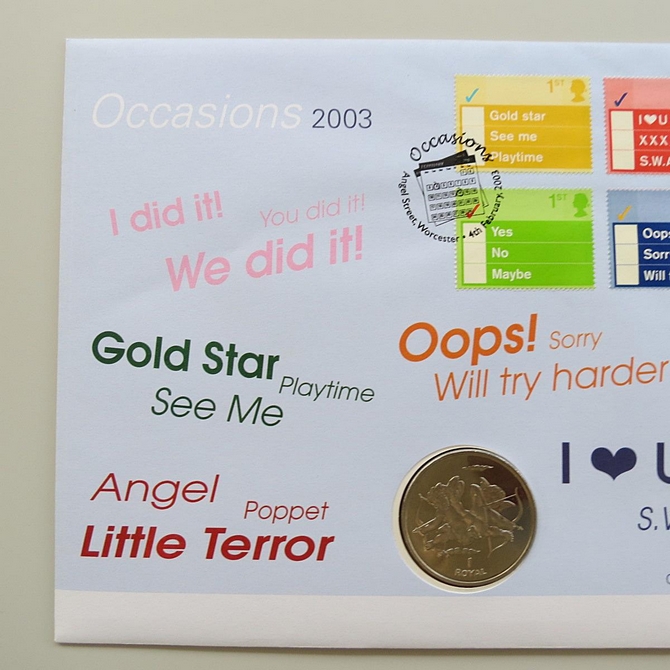 Occasions 2003
1ST
Gold star
See me
Playtime
I ♥ U
XXX
S.W.A
Occasions
Angel Street, Worcester • 4th February, 2003
1ST
Yes
No
Maybe
Oops
Sorr
Will
I did it! You did it!
We did it!
Gold Star
Playtime
See Me
Oops! Sorry
Will try harder
Angel
Poppet
Little Terror
I ♥ U
S.W
1
ROYAL